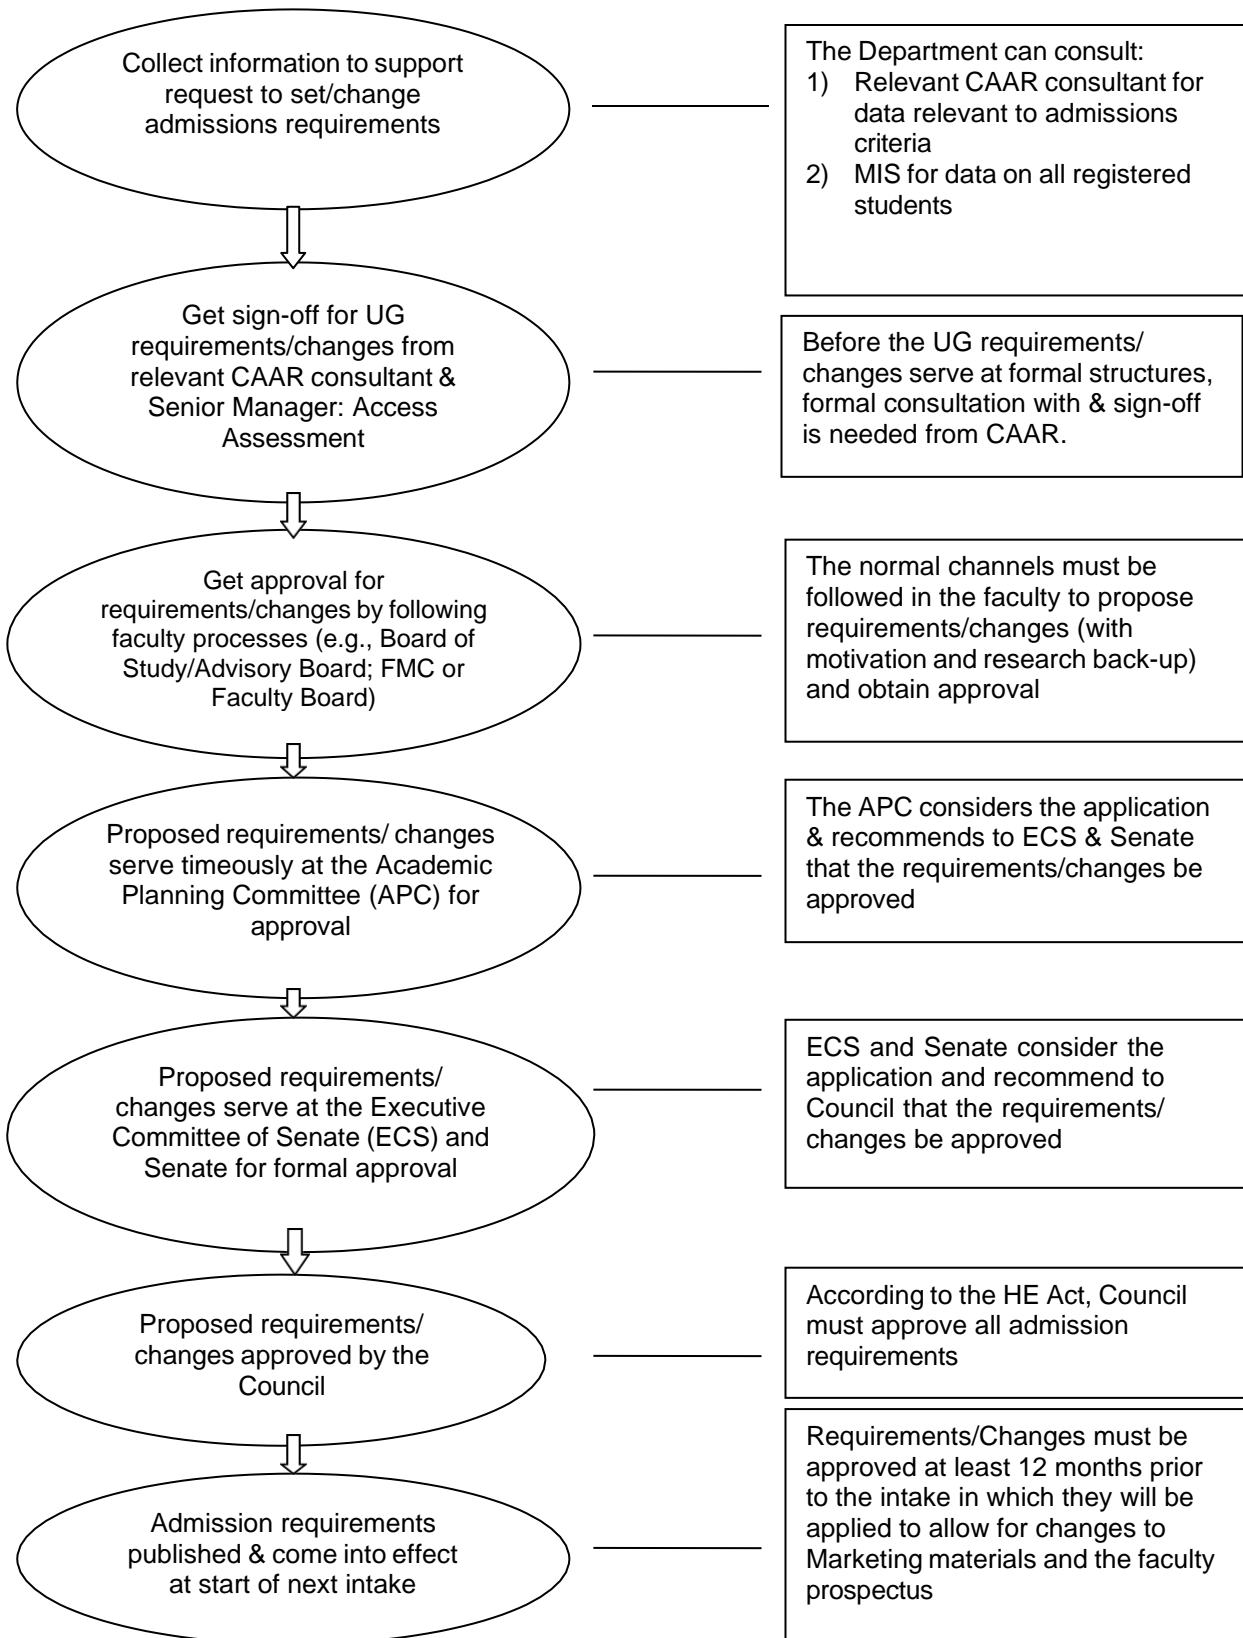 Collect information to support
request to set/change
admissions requirements
The Department can consult:
1) Relevant CAAR consultant for
data relevant to admissions
criteria
2) MIS for data on all registered
students
Get sign-off for UG
requirements/changes from
relevant CAAR consultant &
Senior Manager: Access
Assessment
Before the UG requirements/
changes serve at formal structures,
formal consultation with & sign-off
is needed from CAAR.
Get approval for
requirements/changes by following
faculty processes (e.g., Board of
Study/Advisory Board; FMC or
Faculty Board)
The normal channels must be
followed in the faculty to propose
requirements/changes (with
motivation and research back-up)
and obtain approval
Proposed requirements/ changes
serve timeously at the Academic
Planning Committee (APC) for
approval
The APC considers the application
& recommends to ECS & Senate
that the requirements/changes be
approved
Proposed requirements/
changes serve at the Executive
Committee of Senate (ECS) and
Senate for formal approval
ECS and Senate consider the
application and recommend to
Council that the requirements/
changes be approved
Proposed requirements/
changes approved by the
Council
According to the HE Act, Council
must approve all admission
requirements
Admission requirements
published & come into effect
at start of next intake
Requirements/Changes must be
approved at least 12 months prior
to the intake in which they will be
applied to allow for changes to
Marketing materials and the faculty
prospectus